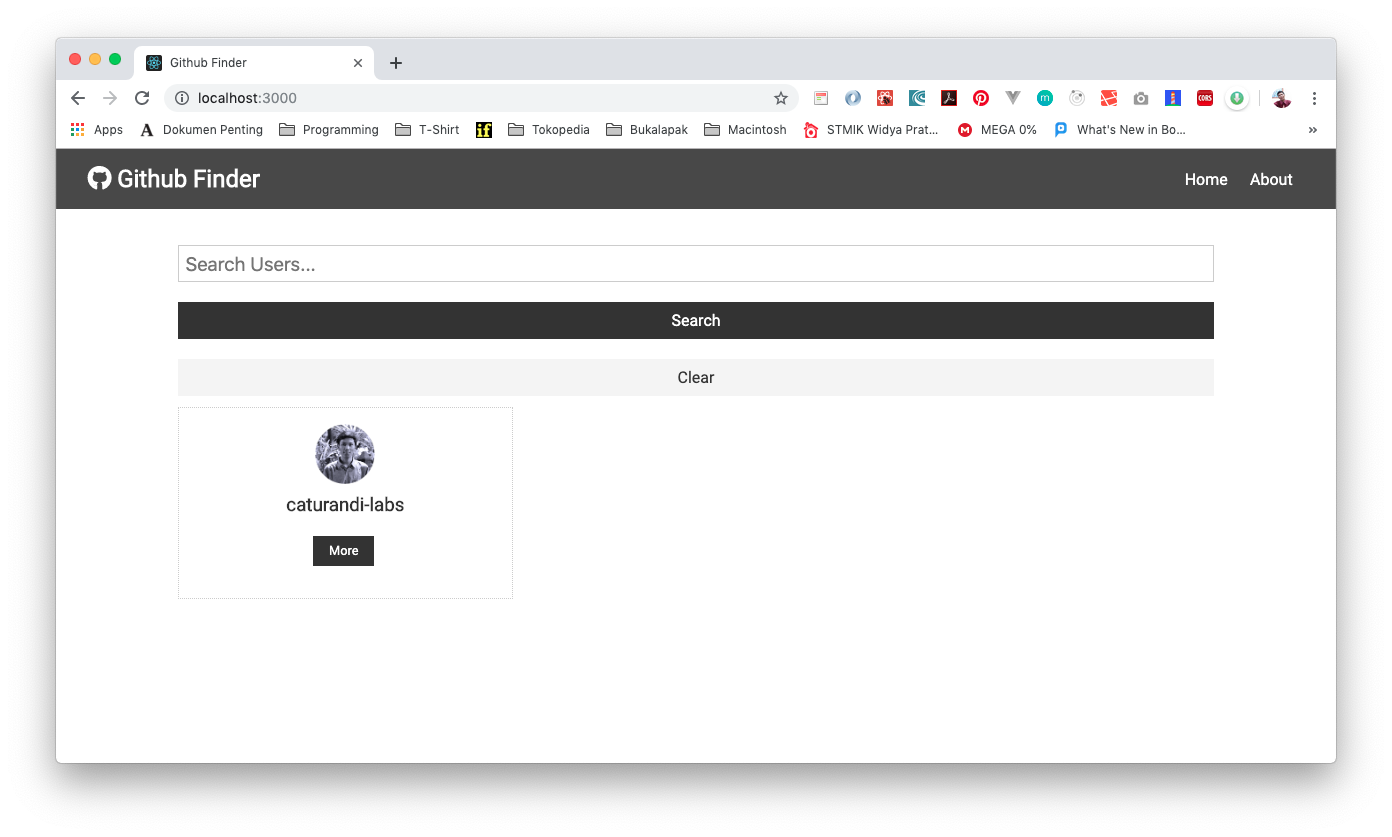 Github Finder
localhost:3000
CORS
Apps Dokumen Penting Programming T-Shirt if Tokopedia Bukalapak Macintosh STMIK Widya Prat... MEGA 0% What's New in Bo... »
Github Finder Home About
Search Users...
Search
Clear
caturandi-labs
More